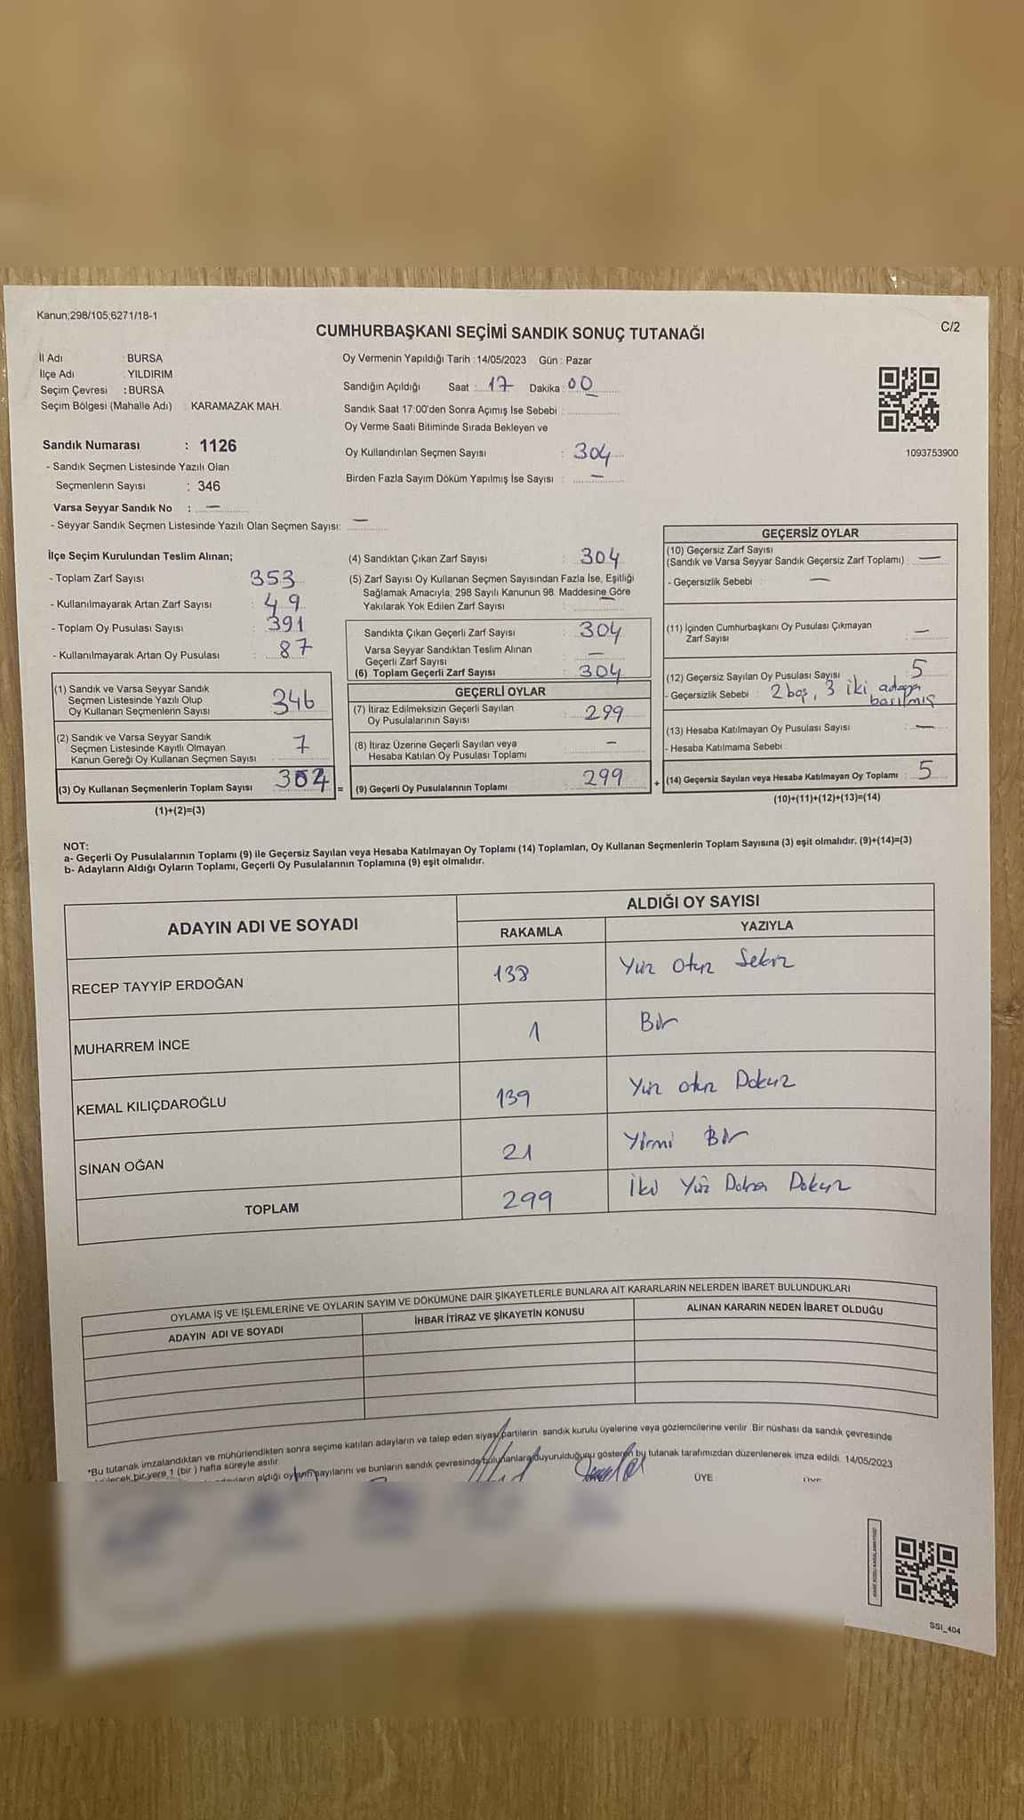 Kanun;298/105;6271/18-1
CUMHURBAŞKANI SEÇİMİ SANDIK SONUÇ TUTANAĞI
C/2
İl Adı : BURSA
İlçe Adı : YILDIRIM
Seçim Çevresi : BURSA
Seçim Bölgesi (Mahalle Adı) : KARAMAZAK MAH.
Oy Vermenin Yapıldığı Tarih : 14/05/2023 Gün : Pazar
Sandığın Açıldığı Saat : 17 Dakika : 00
Sandık Saat 17:00'den Sonra Açımış İse Sebebi :
Oy Verme Saati Bitiminde Sırada Bekleyen ve
Oy Kullandırılan Seçmen Sayısı : 304
Birden Fazla Sayım Döküm Yapılmış İse Sayısı : —
1093753900
Sandık Numarası : 1126
- Sandık Seçmen Listesinde Yazılı Olan
Seçmenlerin Sayısı : 346
Varsa Seyyar Sandık No : —
- Seyyar Sandık Seçmen Listesinde Yazılı Olan Seçmen Sayısı: —
İlçe Seçim Kurulundan Teslim Alınan;
- Toplam Zarf Sayısı : 353
- Kullanılmayarak Artan Zarf Sayısı : 49
- Toplam Oy Pusulası Sayısı : 391
- Kullanılmayarak Artan Oy Pusulası : 87
(1) Sandık ve Varsa Seyyar Sandık
Seçmen Listesinde Yazılı Olup
Oy Kullanan Seçmenlerin Sayısı 346
(2) Sandık ve Varsa Seyyar Sandık
Seçmen Listesinde Kayıtlı Olmayan
Kanun Gereği Oy Kullanan Seçmen Sayısı 7
(3) Oy Kullanan Seçmenlerin Toplam Sayısı =
(1)+(2)=(3)
(4) Sandıktan Çıkan Zarf Sayısı : 304
(5) Zarf Sayısı Oy Kullanan Seçmen Sayısından Fazla İse, Eşitliği
Sağlamak Amacıyla, 298 Sayılı Kanunun 98. Maddesine Göre
Yakılarak Yok Edilen Zarf Sayısı : —
Sandıkta Çıkan Geçerli Zarf Sayısı : 304
Varsa Seyyar Sandıktan Teslim Alınan
Geçerli Zarf Sayısı : —
(6) Toplam Geçerli Zarf Sayısı : 304
GEÇERLİ OYLAR
(7) İtiraz Edilmeksizin Geçerli Sayılan
Oy Pusulalarının Sayısı : 299
(8) İtiraz Üzerine Geçerli Sayılan veya
Hesaba Katılan Oy Pusulası Toplamı : —
(9) Geçerli Oy Pusulalarının Toplamı : 299 +
GEÇERSİZ OYLAR
(10) Geçersiz Zarf Sayısı
(Sandık ve Varsa Seyyar Sandık Geçersiz Zarf Toplamı) : —
- Geçersizlik Sebebi : —
(11) İçinden Cumhurbaşkanı Oy Pusulası Çıkmayan
Zarf Sayısı : —
(12) Geçersiz Sayılan Oy Pusulası Sayısı : 5
- Geçersizlik Sebebi : 2 boş, 3 iki adaya
basılmış
(13) Hesaba Katılmayan Oy Pusulası Sayısı : —
- Hesaba Katılmama Sebebi
(14) Geçersiz Sayılan veya Hesaba Katılmayan Oy Toplamı : 5
(10)+(11)+(12)+(13)=(14)
NOT:
a- Geçerli Oy Pusulalarının Toplamı (9) ile Geçersiz Sayılan veya Hesaba Katılmayan Oy Toplamı (14) Toplamları, Oy Kullanan Seçmenlerin Toplam Sayısına (3) eşit olmalıdır. (9)+(14)=(3)
b- Adayların Aldığı Oyların Toplamı, Geçerli Oy Pusulalarının Toplamına (9) eşit olmalıdır.
ADAYIN ADI VE SOYADI
ALDIĞI OY SAYISI
RAKAMLA YAZIYLA
RECEP TAYYİP ERDOĞAN 138 Yüz Otuz Sekiz
MUHARREM İNCE 1 Bir
KEMAL KILIÇDAROĞLU 139 Yüz otuz Dokuz
SİNAN OĞAN 21 Yirmi Bir
TOPLAM 299 İki Yüz Doksan Dokuz
OYLAMA İŞ VE İŞLEMLERİNE VE OYLARIN SAYIM VE DÖKÜMÜNE DAİR ŞİKAYETLERLE BUNLARA AİT KARARLARIN NELERDEN İBARET BULUNDUKLARI
ADAYIN ADI VE SOYADI İHBAR İTİRAZ VE ŞİKAYETİN KONUSU ALINAN KARARIN NEDEN İBARET OLDUĞU
*Bu tutanak imzalandıktan ve mühürlendikten sonra seçime katılan adayların ve talep eden siyasi partilerin sandık kurulu üyelerine veya gözlemcilerine verilir. Bir nüshası da sandık çevresinde
bir yere 1 (bir ) hafta süreyle asılır.
aldığı oyların sayılarını ve bunların sandık çevresinde bulunanlara duyurulduğunu gösteren bu tutanak tarafımızdan düzenlenerek imza edildi. 14/05/2023
ÜYE
SSI_404